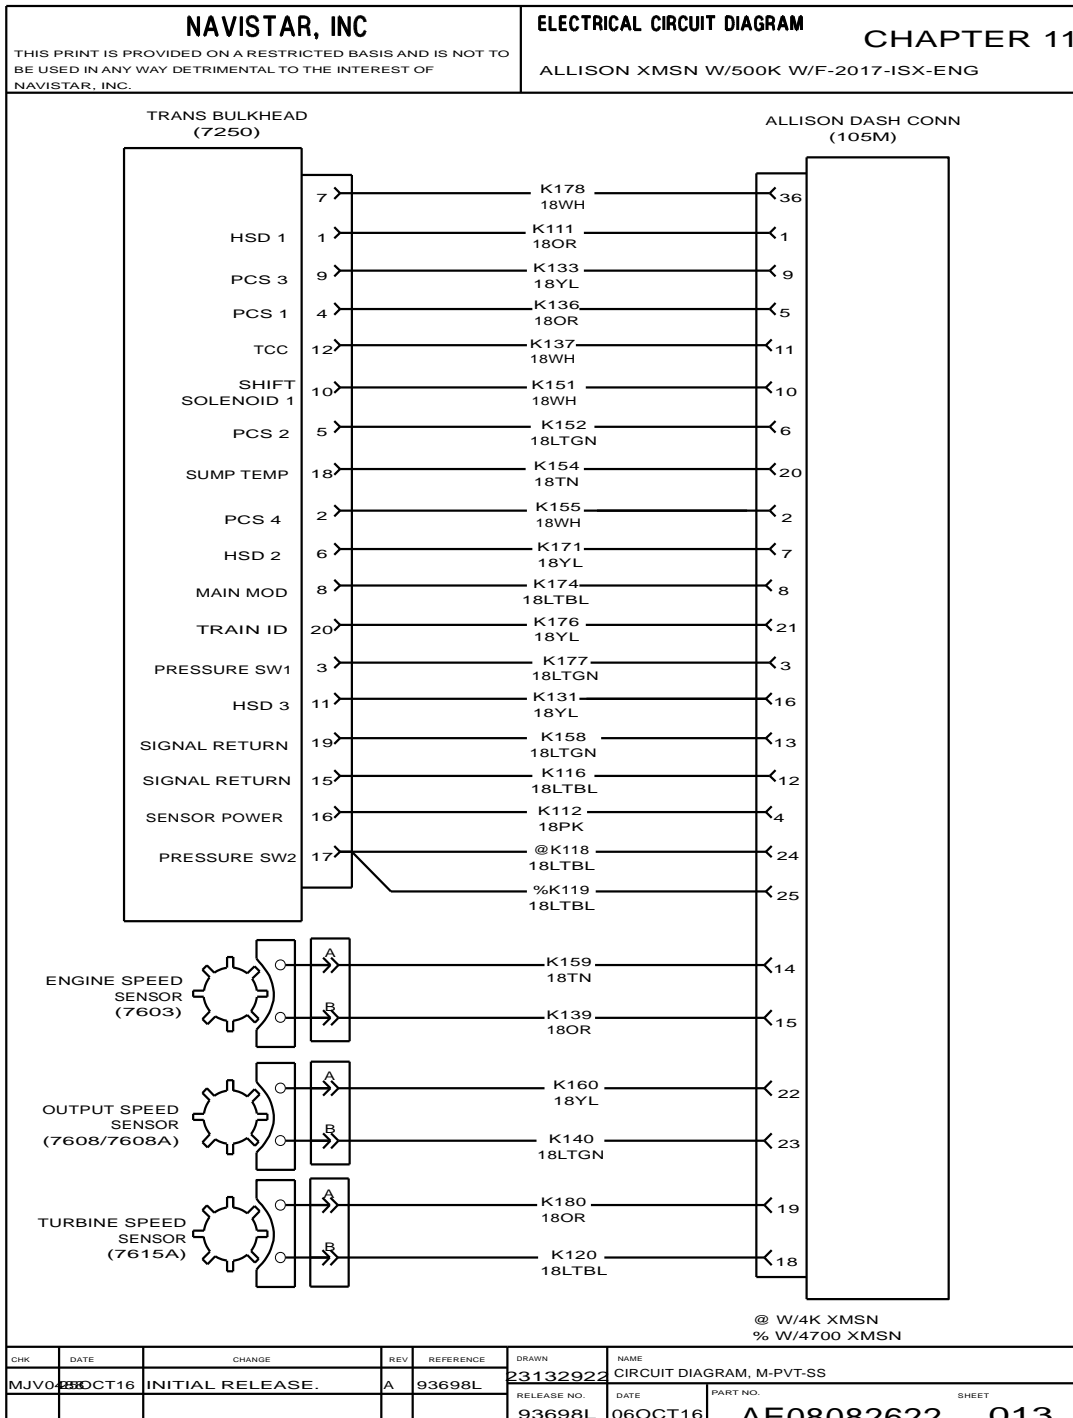 NAVISTAR, INC
THIS PRINT IS PROVIDED ON A RESTRICTED BASIS AND IS NOT TO
BE USED IN ANY WAY DETRIMENTAL TO THE INTEREST OF
NAVISTAR, INC.
ELECTRICAL CIRCUIT DIAGRAM
CHAPTER 11
ALLISON XMSN W/500K W/F-2017-ISX-ENG
TRANS BULKHEAD
(7250)
ALLISON DASH CONN
(105M)
7 K178 36
18WH
HSD 1 1 K111 1
18OR
PCS 3 9 K133 9
18YL
PCS 1 4 K136 5
18OR
TCC 12 K137 11
18WH
SHIFT
SOLENOID 1 10 K151 10
18WH
PCS 2 5 K152 6
18LTGN
SUMP TEMP 18 K154 20
18TN
PCS 4 2 K155 2
18WH
HSD 2 6 K171 7
18YL
MAIN MOD 8 K174 8
18LTBL
TRAIN ID 20 K176 21
18YL
PRESSURE SW1 3 K177 3
18LTGN
HSD 3 11 K131 16
18YL
SIGNAL RETURN 19 K158 13
18LTGN
SIGNAL RETURN 15 K116 12
18LTBL
SENSOR POWER 16 K112 4
18PK
PRESSURE SW2 17 @K118 24
18LTBL
%K119 25
18LTBL
ENGINE SPEED
SENSOR
(7603)
A K159 14
18TN
B K139 15
18OR
OUTPUT SPEED
SENSOR
(7608/7608A)
A K160 22
18YL
B K140 23
18LTGN
TURBINE SPEED
SENSOR
(7615A)
A K180 19
18OR
B K120 18
18LTBL
@ W/4K XMSN
% W/4700 XMSN
CHK DATE CHANGE REV REFERENCE
INITIAL RELEASE. A 93698L
DRAWN
23132922
NAME
CIRCUIT DIAGRAM, M-PVT-SS
RELEASE NO. DATE PART NO. SHEET
93698L 06OCT16 AE08082622 013